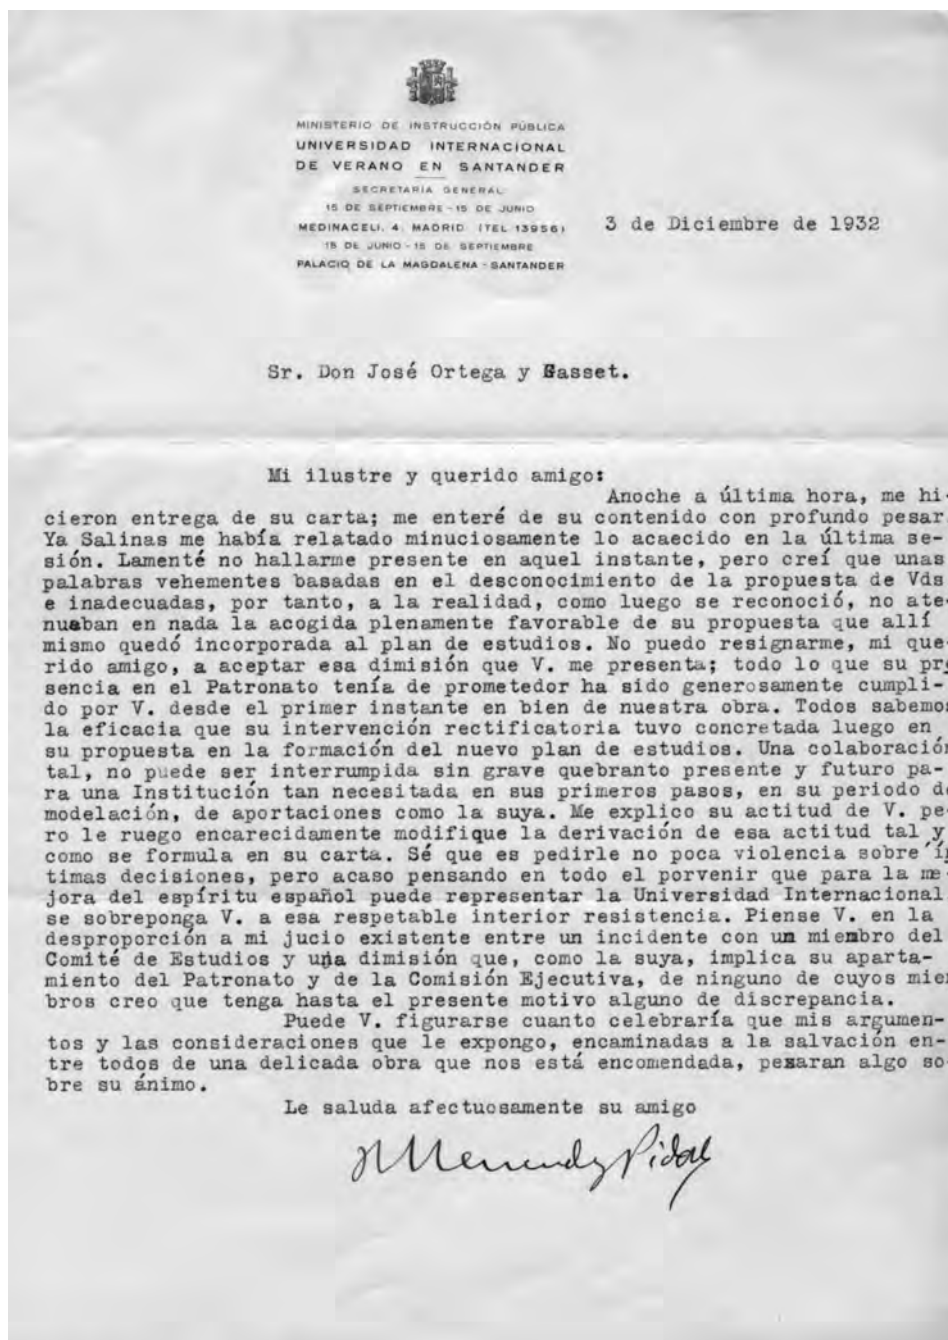 MINISTERIO DE INSTRUCCIÓN PÚBLICA
UNIVERSIDAD INTERNACIONAL
DE VERANO EN SANTANDER
SECRETARÍA GENERAL
15 DE SEPTIEMBRE - 15 DE JUNIO
MEDINACELI, 4, MADRID (TEL 13956)
15 DE JUNIO - 15 DE SEPTIEMBRE
PALACIO DE LA MAGDALENA - SANTANDER
3 de Diciembre de 1932
Sr. Don José Ortega y Gasset.
Mi ilustre y querido amigo:
Anoche a última hora, me hi-
cieron entrega de su carta; me enteré de su contenido con profundo pesar
Ya Salinas me había relatado minuciosamente lo acaecido en la última se-
sión. Lamenté no hallarme presente en aquel instante, pero creí que unas
palabras vehementes basadas en el desconocimiento de la propuesta de Vds
e inadecuadas, por tanto, a la realidad, como luego se reconoció, no ate-
nuaban en nada la acogida plenamente favorable de su propuesta que allí
mismo quedó incorporada al plan de estudios. No puedo resignarme, mi que-
rido amigo, a aceptar esa dimisión que V. me presenta; todo lo que su pre
sencia en el Patronato tenía de prometedor ha sido generosamente cumpli-
do por V. desde el primer instante en bien de nuestra obra. Todos sabemos
la eficacia que su intervención rectificatoria tuvo concretada luego en
su propuesta en la formación del nuevo plan de estudios. Una colaboración
tal, no puede ser interrumpida sin grave quebranto presente y futuro pa-
ra una Institución tan necesitada en sus primeros pasos, en su periodo de
modelación, de aportaciones como la suya. Me explico su actitud de V. pe-
ro le ruego encarecidamente modifique la derivación de esa actitud tal y
como se formula en su carta. Sé que es pedirle no poca violencia sobre ín
timas decisiones, pero acaso pensando en todo el porvenir que para la me-
jora del espíritu español puede representar la Universidad Internacional
se sobreponga V. a esa respetable interior resistencia. Piense V. en la
desproporción a mi jucio existente entre un incidente con un miembro del
Comité de Estudios y una dimisión que, como la suya, implica su aparta-
miento del Patronato y de la Comisión Ejecutiva, de ninguno de cuyos miem
bros creo que tenga hasta el presente motivo alguno de discrepancia.
Puede V. figurarse cuanto celebraría que mis argumen-
tos y las consideraciones que le expongo, encaminadas a la salvación en-
tre todos de una delicada obra que nos está encomendada, pesaran algo so-
bre su ánimo.
Le saluda afectuosamente su amigo
R Menendez Pidal